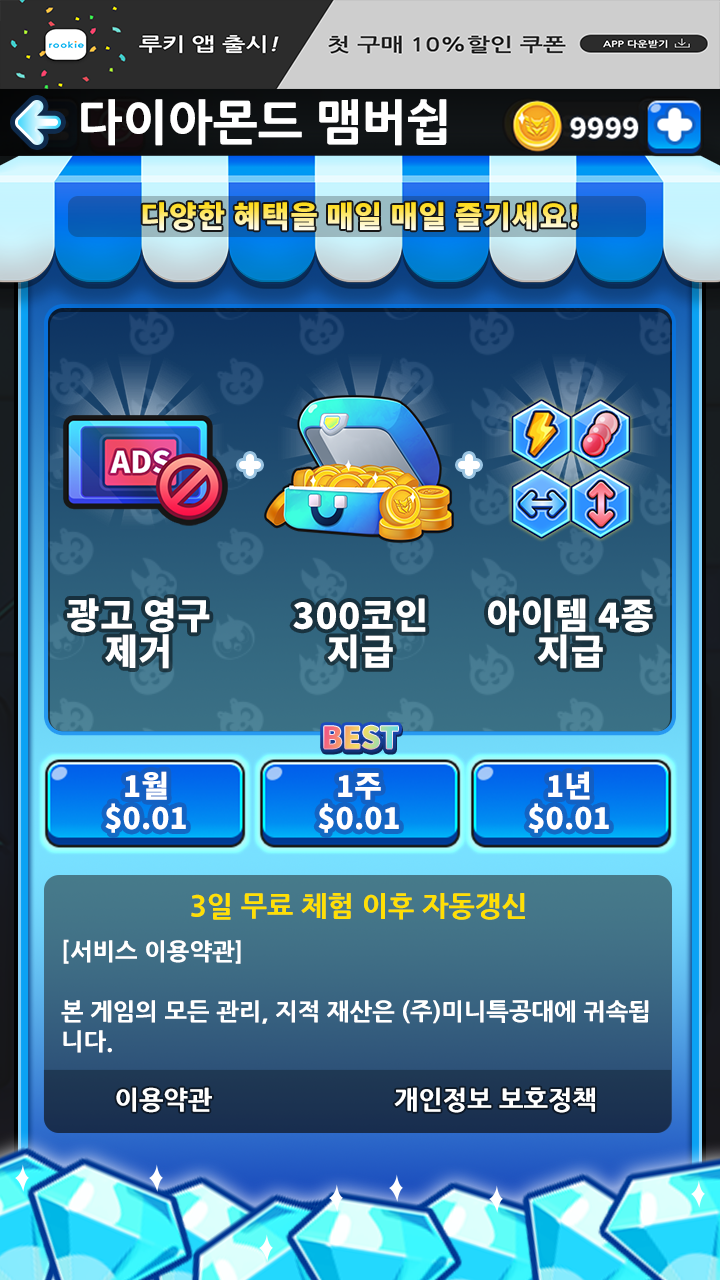 rookie
루키 앱 출시!
첫 구매 10%할인 쿠폰
APP 다운받기
다이아몬드 맴버쉽
9999
다양한 혜택을 매일 매일 즐기세요!
ADS
광고 영구
제거
300코인
지급
아이템 4종
지급
BEST
1월
$0.01
1주
$0.01
1년
$0.01
3일 무료 체험 이후 자동갱신
[서비스 이용약관]
본 게임의 모든 관리, 지적 재산은 (주)미니특공대에 귀속됩
니다.
이용약관
개인정보 보호정책